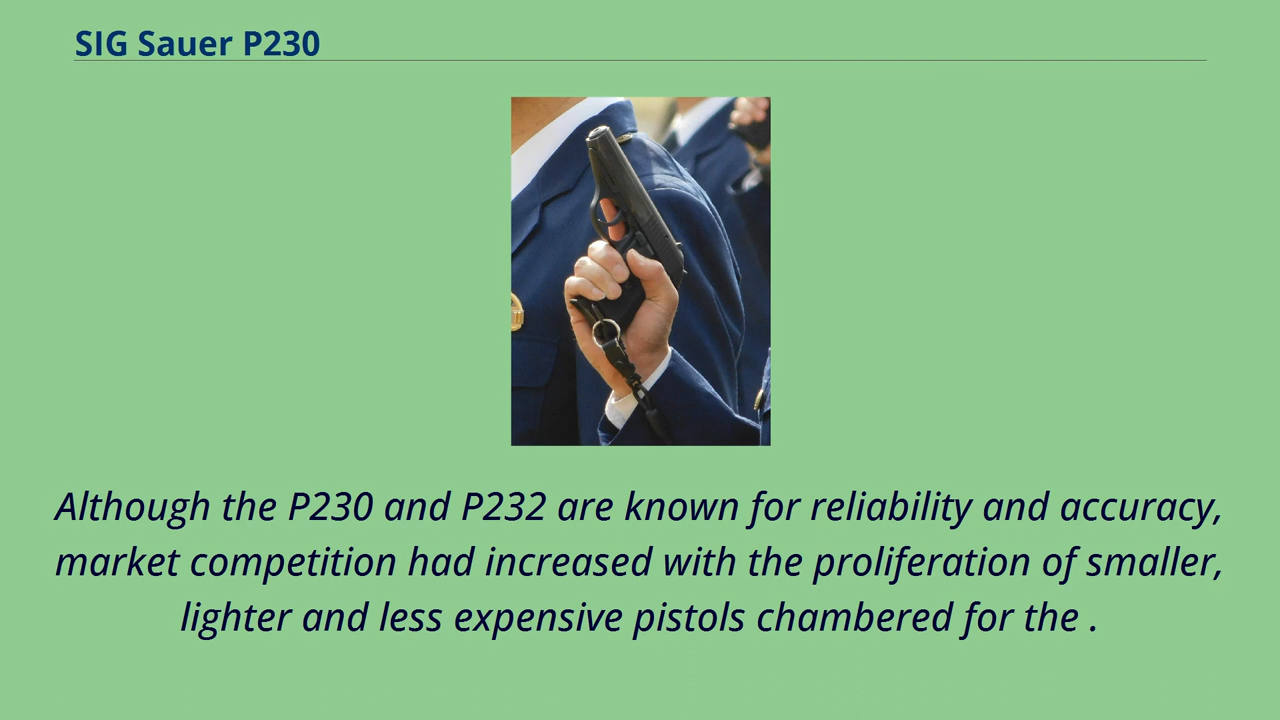 SIG Sauer P230
Although the P230 and P232 are known for reliability and accuracy,
market competition had increased with the proliferation of smaller,
lighter and less expensive pistols chambered for the .